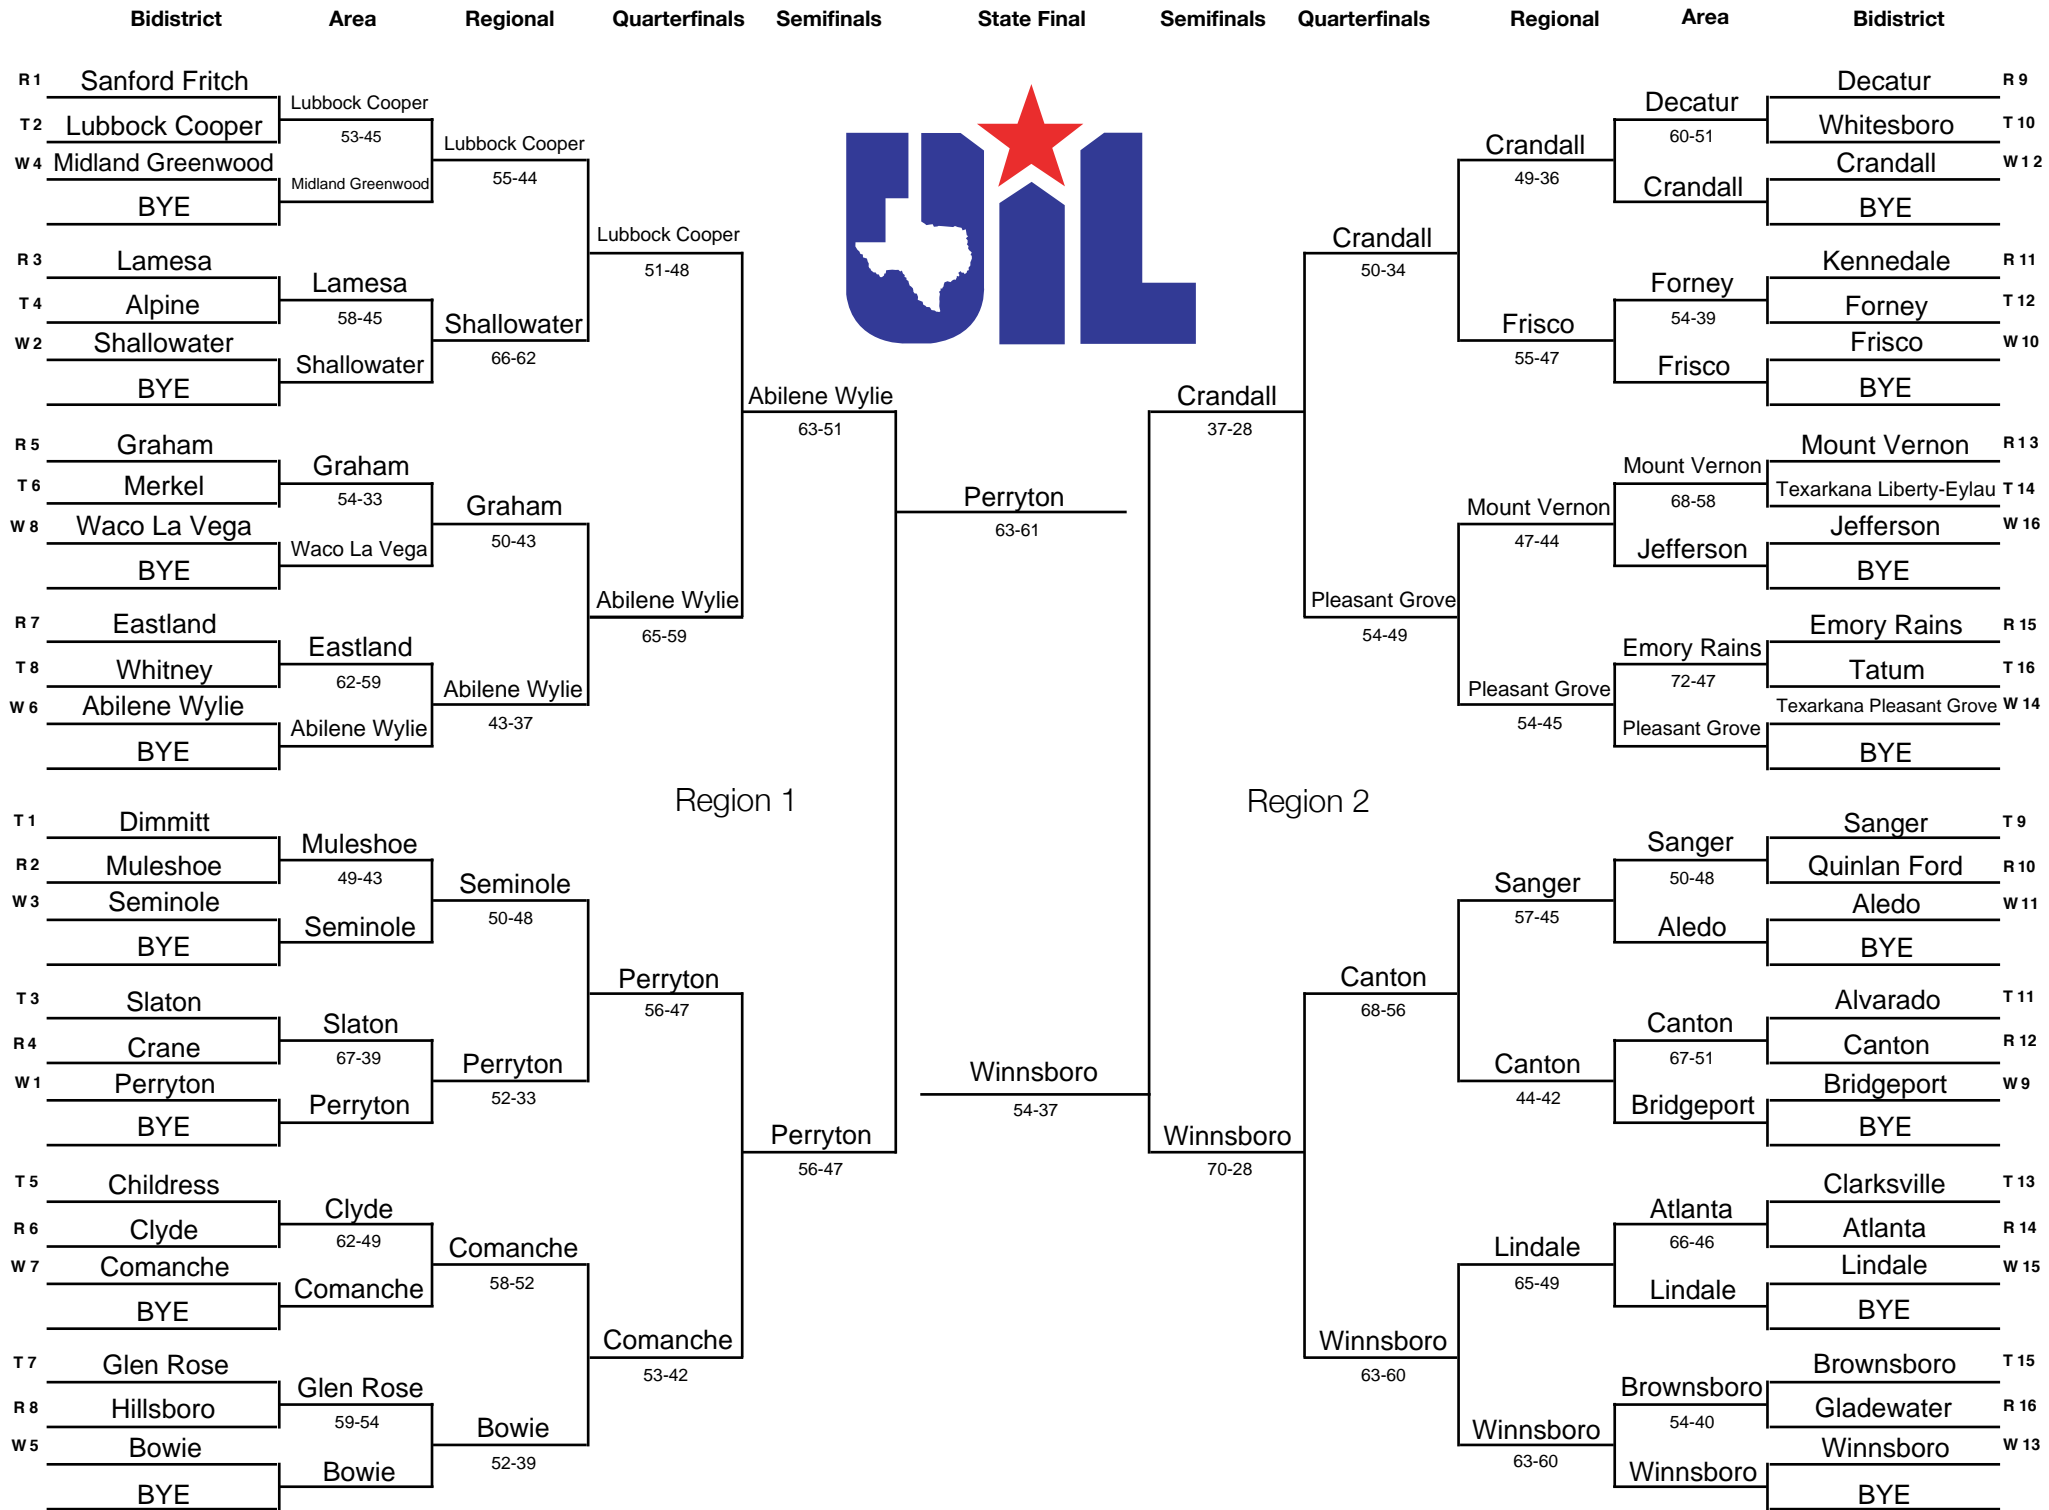 Bidistrict Area Regional Quarterfinals Semifinals State Final Semifinals Quarterfinals Regional Area Bidistrict
R 1 Sanford Fritch
Lubbock Cooper
53-45
T 2 Lubbock Cooper
Lubbock Cooper
55-44
W 4 Midland Greenwood
Midland Greenwood
BYE
Lubbock Cooper
51-48
R 3 Lamesa
Lamesa
58-45
T 4 Alpine
Shallowater
66-62
W 2 Shallowater
Shallowater
BYE
Abilene Wylie
63-51
R 5 Graham
Graham
54-33
T 6 Merkel
Graham
50-43
W 8 Waco La Vega
Waco La Vega
BYE
Abilene Wylie
65-59
R 7 Eastland
Eastland
62-59
T 8 Whitney
Abilene Wylie
43-37
W 6 Abilene Wylie
Abilene Wylie
BYE
Region 1
T 1 Dimmitt
Muleshoe
49-43
R 2 Muleshoe
Seminole
50-48
W 3 Seminole
Seminole
BYE
Perryton
56-47
T 3 Slaton
Slaton
67-39
R 4 Crane
Perryton
52-33
W 1 Perryton
Perryton
BYE
Perryton
56-47
T 5 Childress
Clyde
62-49
R 6 Clyde
Comanche
58-52
W 7 Comanche
Comanche
BYE
Comanche
53-42
T 7 Glen Rose
Glen Rose
59-54
R 8 Hillsboro
Bowie
52-39
W 5 Bowie
Bowie
BYE
UIL
Perryton
63-61
Winnsboro
54-37
Decatur R 9
Decatur
60-51
Whitesboro T 10
Crandall
49-36
Crandall W 1 2
Crandall
BYE
Crandall
50-34
Kennedale R 11
Forney
54-39
Forney T 12
Frisco
55-47
Frisco W 10
Frisco
BYE
Crandall
37-28
Mount Vernon R 1 3
Mount Vernon
68-58
Texarkana Liberty-Eylau T 14
Mount Vernon
47-44
Jefferson W 16
Jefferson
BYE
Pleasant Grove
54-49
Emory Rains R 15
Emory Rains
72-47
Tatum T 16
Pleasant Grove
54-45
Texarkana Pleasant Grove W 14
Pleasant Grove
BYE
Region 2
Sanger T 9
Sanger
50-48
Quinlan Ford R 10
Sanger
57-45
Aledo W 11
Aledo
BYE
Canton
68-56
Alvarado T 11
Canton
67-51
Canton R 12
Canton
44-42
Bridgeport W 9
Bridgeport
BYE
Winnsboro
70-28
Clarksville T 13
Atlanta
66-46
Atlanta R 14
Lindale
65-49
Lindale W 15
Lindale
BYE
Winnsboro
63-60
Brownsboro T 15
Brownsboro
54-40
Gladewater R 16
Winnsboro
63-60
Winnsboro W 13
Winnsboro
BYE